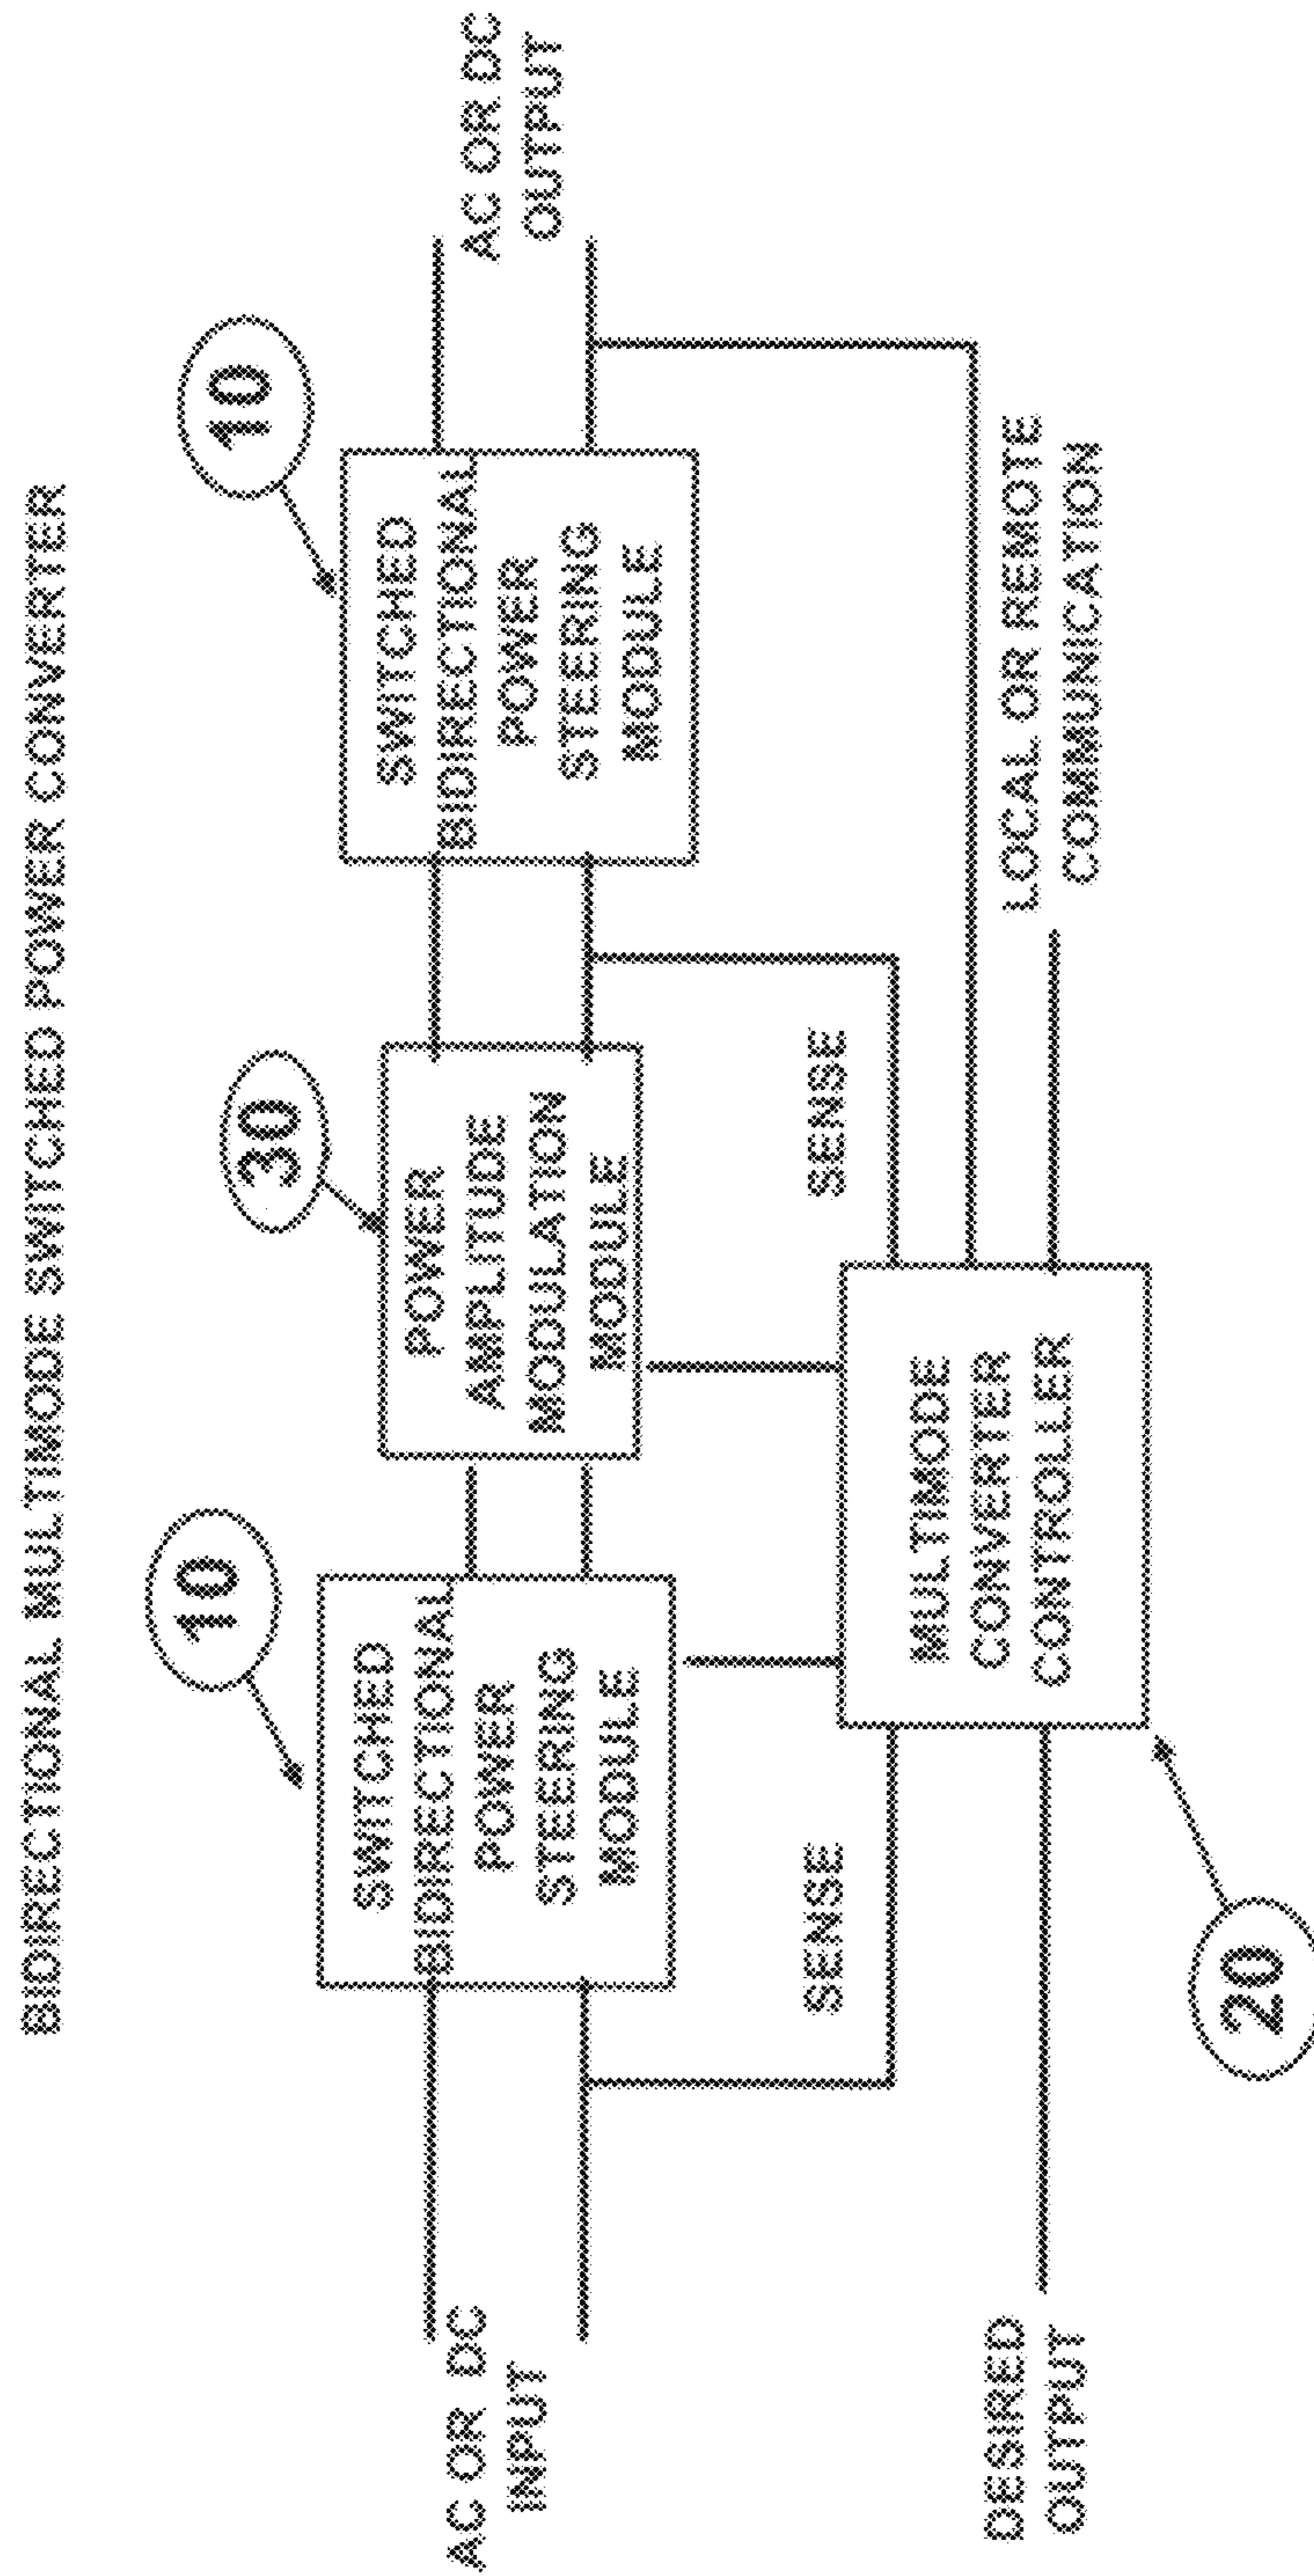 BIDIRECTIONAL MULTIMODE SWITCHED POWER CONVERTER
10
30
10
SWITCHED
BIDIRECTIONAL
POWER
STEERING
MODULE
POWER
AMPLITUDE
MODULATION
MODULE
SWITCHED
BIDIRECTIONAL
POWER
STEERING
MODULE
AC OR DC
INPUT
AC OR DC
OUTPUT
SENSE
SENSE
MULTIMODE
CONVERTER
CONTROLLER
DESIRED
OUTPUT
LOCAL OR REMOTE
COMMUNICATION
20